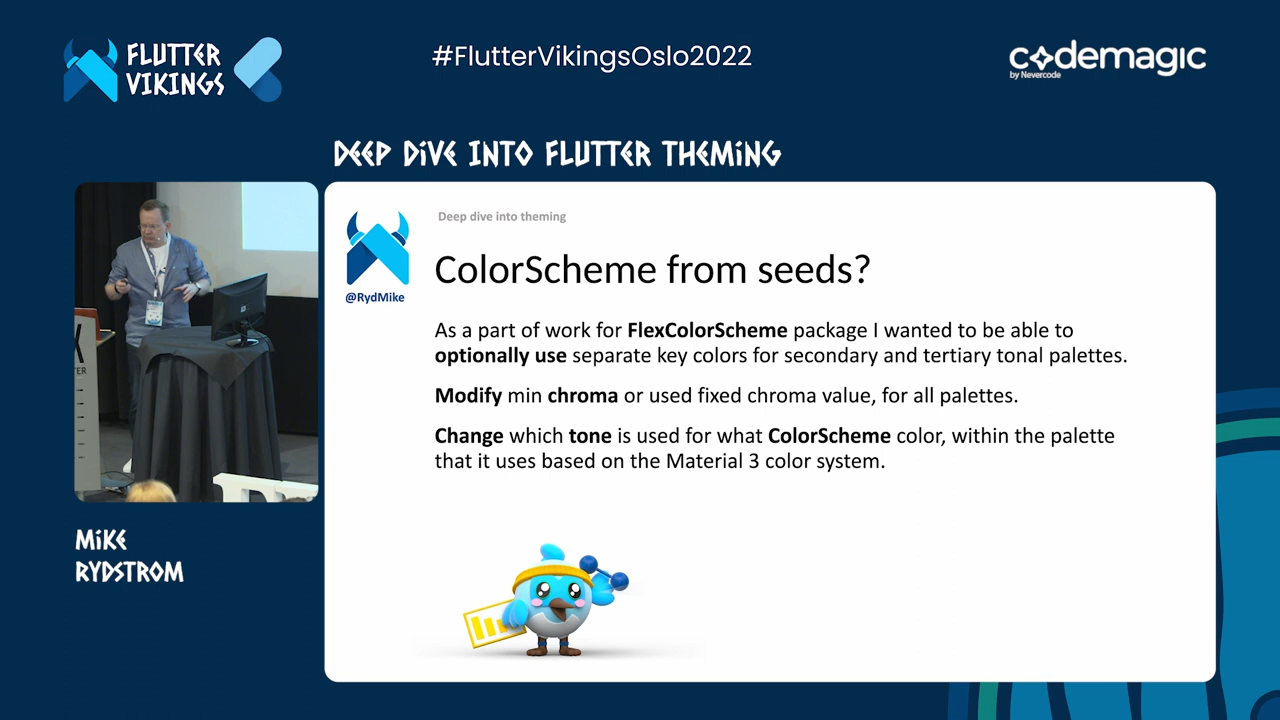 FLUTTER
VIKINGS
#FlutterVikingsOslo2022
codemagic
by Nevercode
DEEP DIVE INTO FLUTTER THEMING
Deep dive into theming
ColorScheme from seeds?
@RydMike
As a part of work for FlexColorScheme package I wanted to be able to
optionally use separate key colors for secondary and tertiary tonal palettes.
Modify min chroma or used fixed chroma value, for all palettes.
Change which tone is used for what ColorScheme color, within the palette
that it uses based on the Material 3 color system.
MIKE
RYDSTROM